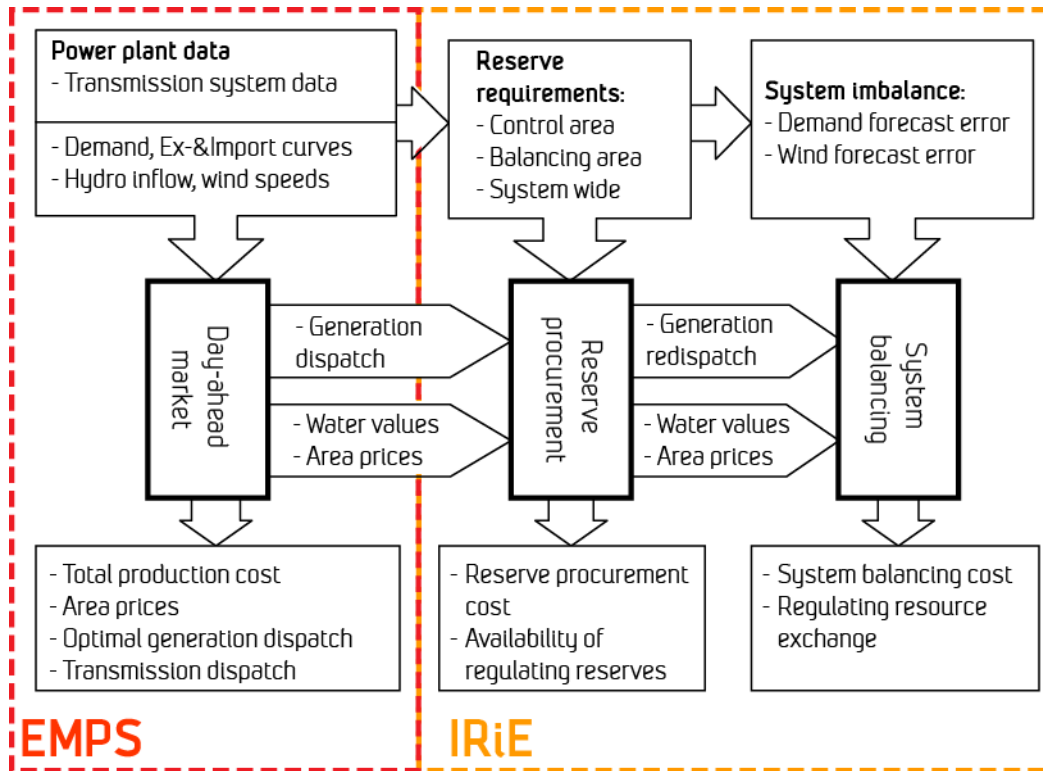 Power plant data
- Transmission system data
- Demand, Ex-&Import curves
- Hydro inflow, wind speeds
Reserve
requirements:
- Control area
- Balancing area
- System wide
System imbalance:
- Demand forecast error
- Wind forecast error
Day-ahead
market
- Generation
dispatch
- Water values
- Area prices
Reserve
procurement
- Generation
redispatch
- Water values
- Area prices
System
balancing
- Total production cost
- Area prices
- Optimal generation dispatch
- Transmission dispatch
- Reserve procurement
cost
- Availability of
regulating reserves
- System balancing cost
- Regulating resource
exchange
EMPS
IRiE